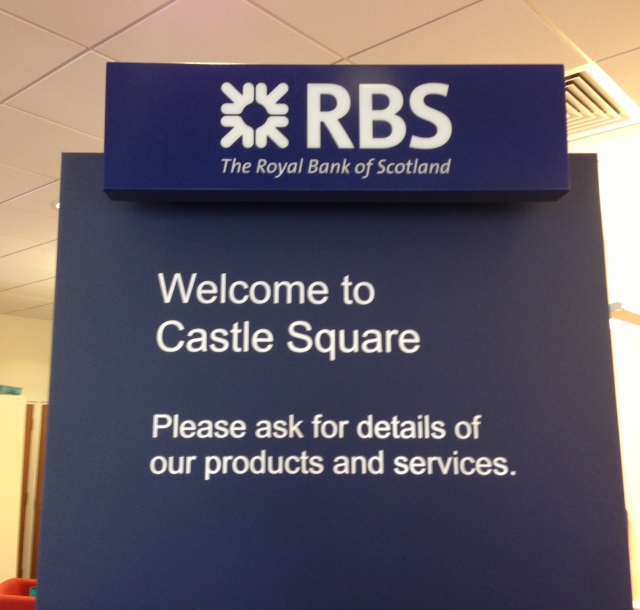 RBS
The Royal Bank of Scotland
Welcome to
Castle Square
Please ask for details of
our products and services.